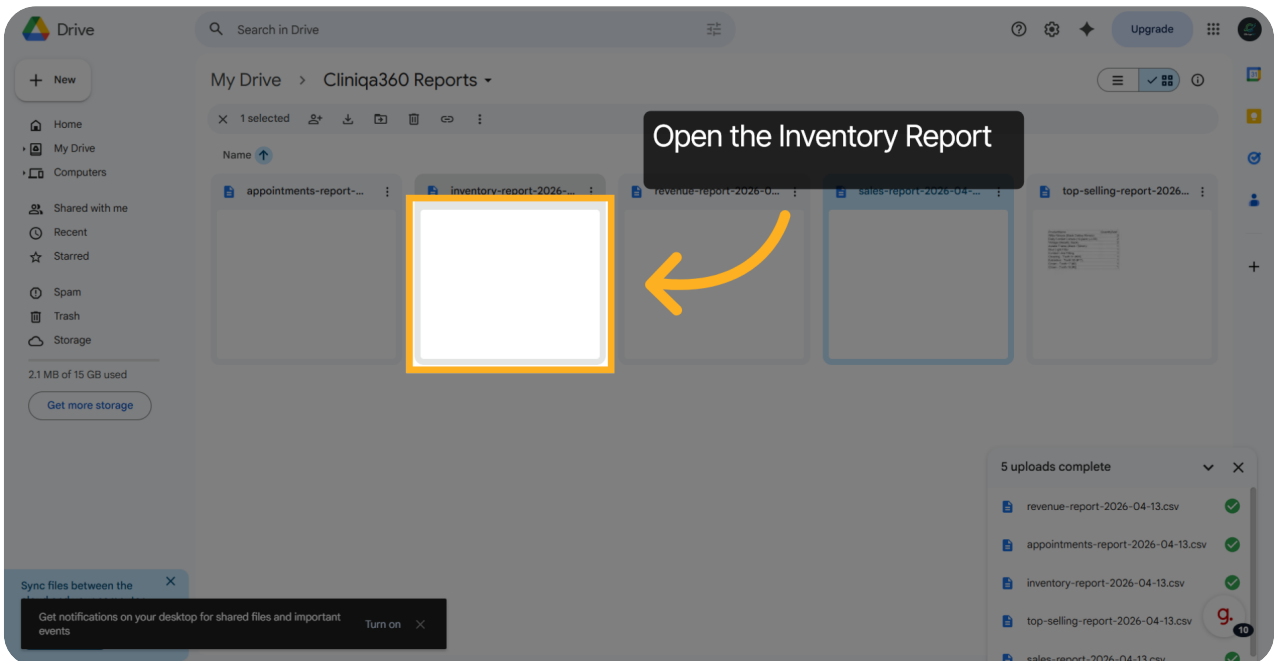 Drive
Search in Drive
Upgrade
New
My Drive > Cliniqa360 Reports
1 selected
Open the Inventory Report
Name
Home
My Drive
Computers
Shared with me
Recent
Starred
Spam
Trash
Storage
2.1 MB of 15 GB used
Get more storage
appointments-report-...
inventory-report-2026-...
revenue-report-2026-0...
sales-report-2026-04-...
top-selling-report-2026...
5 uploads complete
revenue-report-2026-04-13.csv
appointments-report-2026-04-13.csv
inventory-report-2026-04-13.csv
top-selling-report-2026-04-13.csv
sales-report-2026-04-13.csv
g.
10
Sync files between the
Get notifications on your desktop for shared files and important
events
Turn on